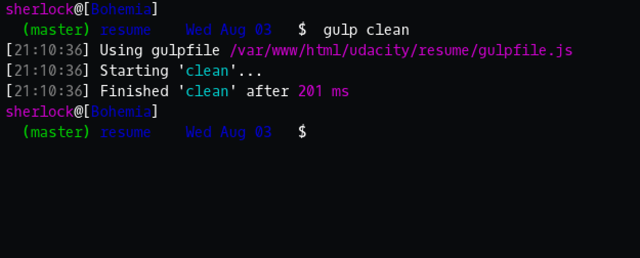 sherlock@[Bohemia]
(master) resume Wed Aug 03 $ gulp clean
[21:10:36] Using gulpfile /var/www/html/udacity/resume/gulpfile.js
[21:10:36] Starting 'clean'...
[21:10:36] Finished 'clean' after 201 ms
sherlock@[Bohemia]
(master) resume Wed Aug 03 $